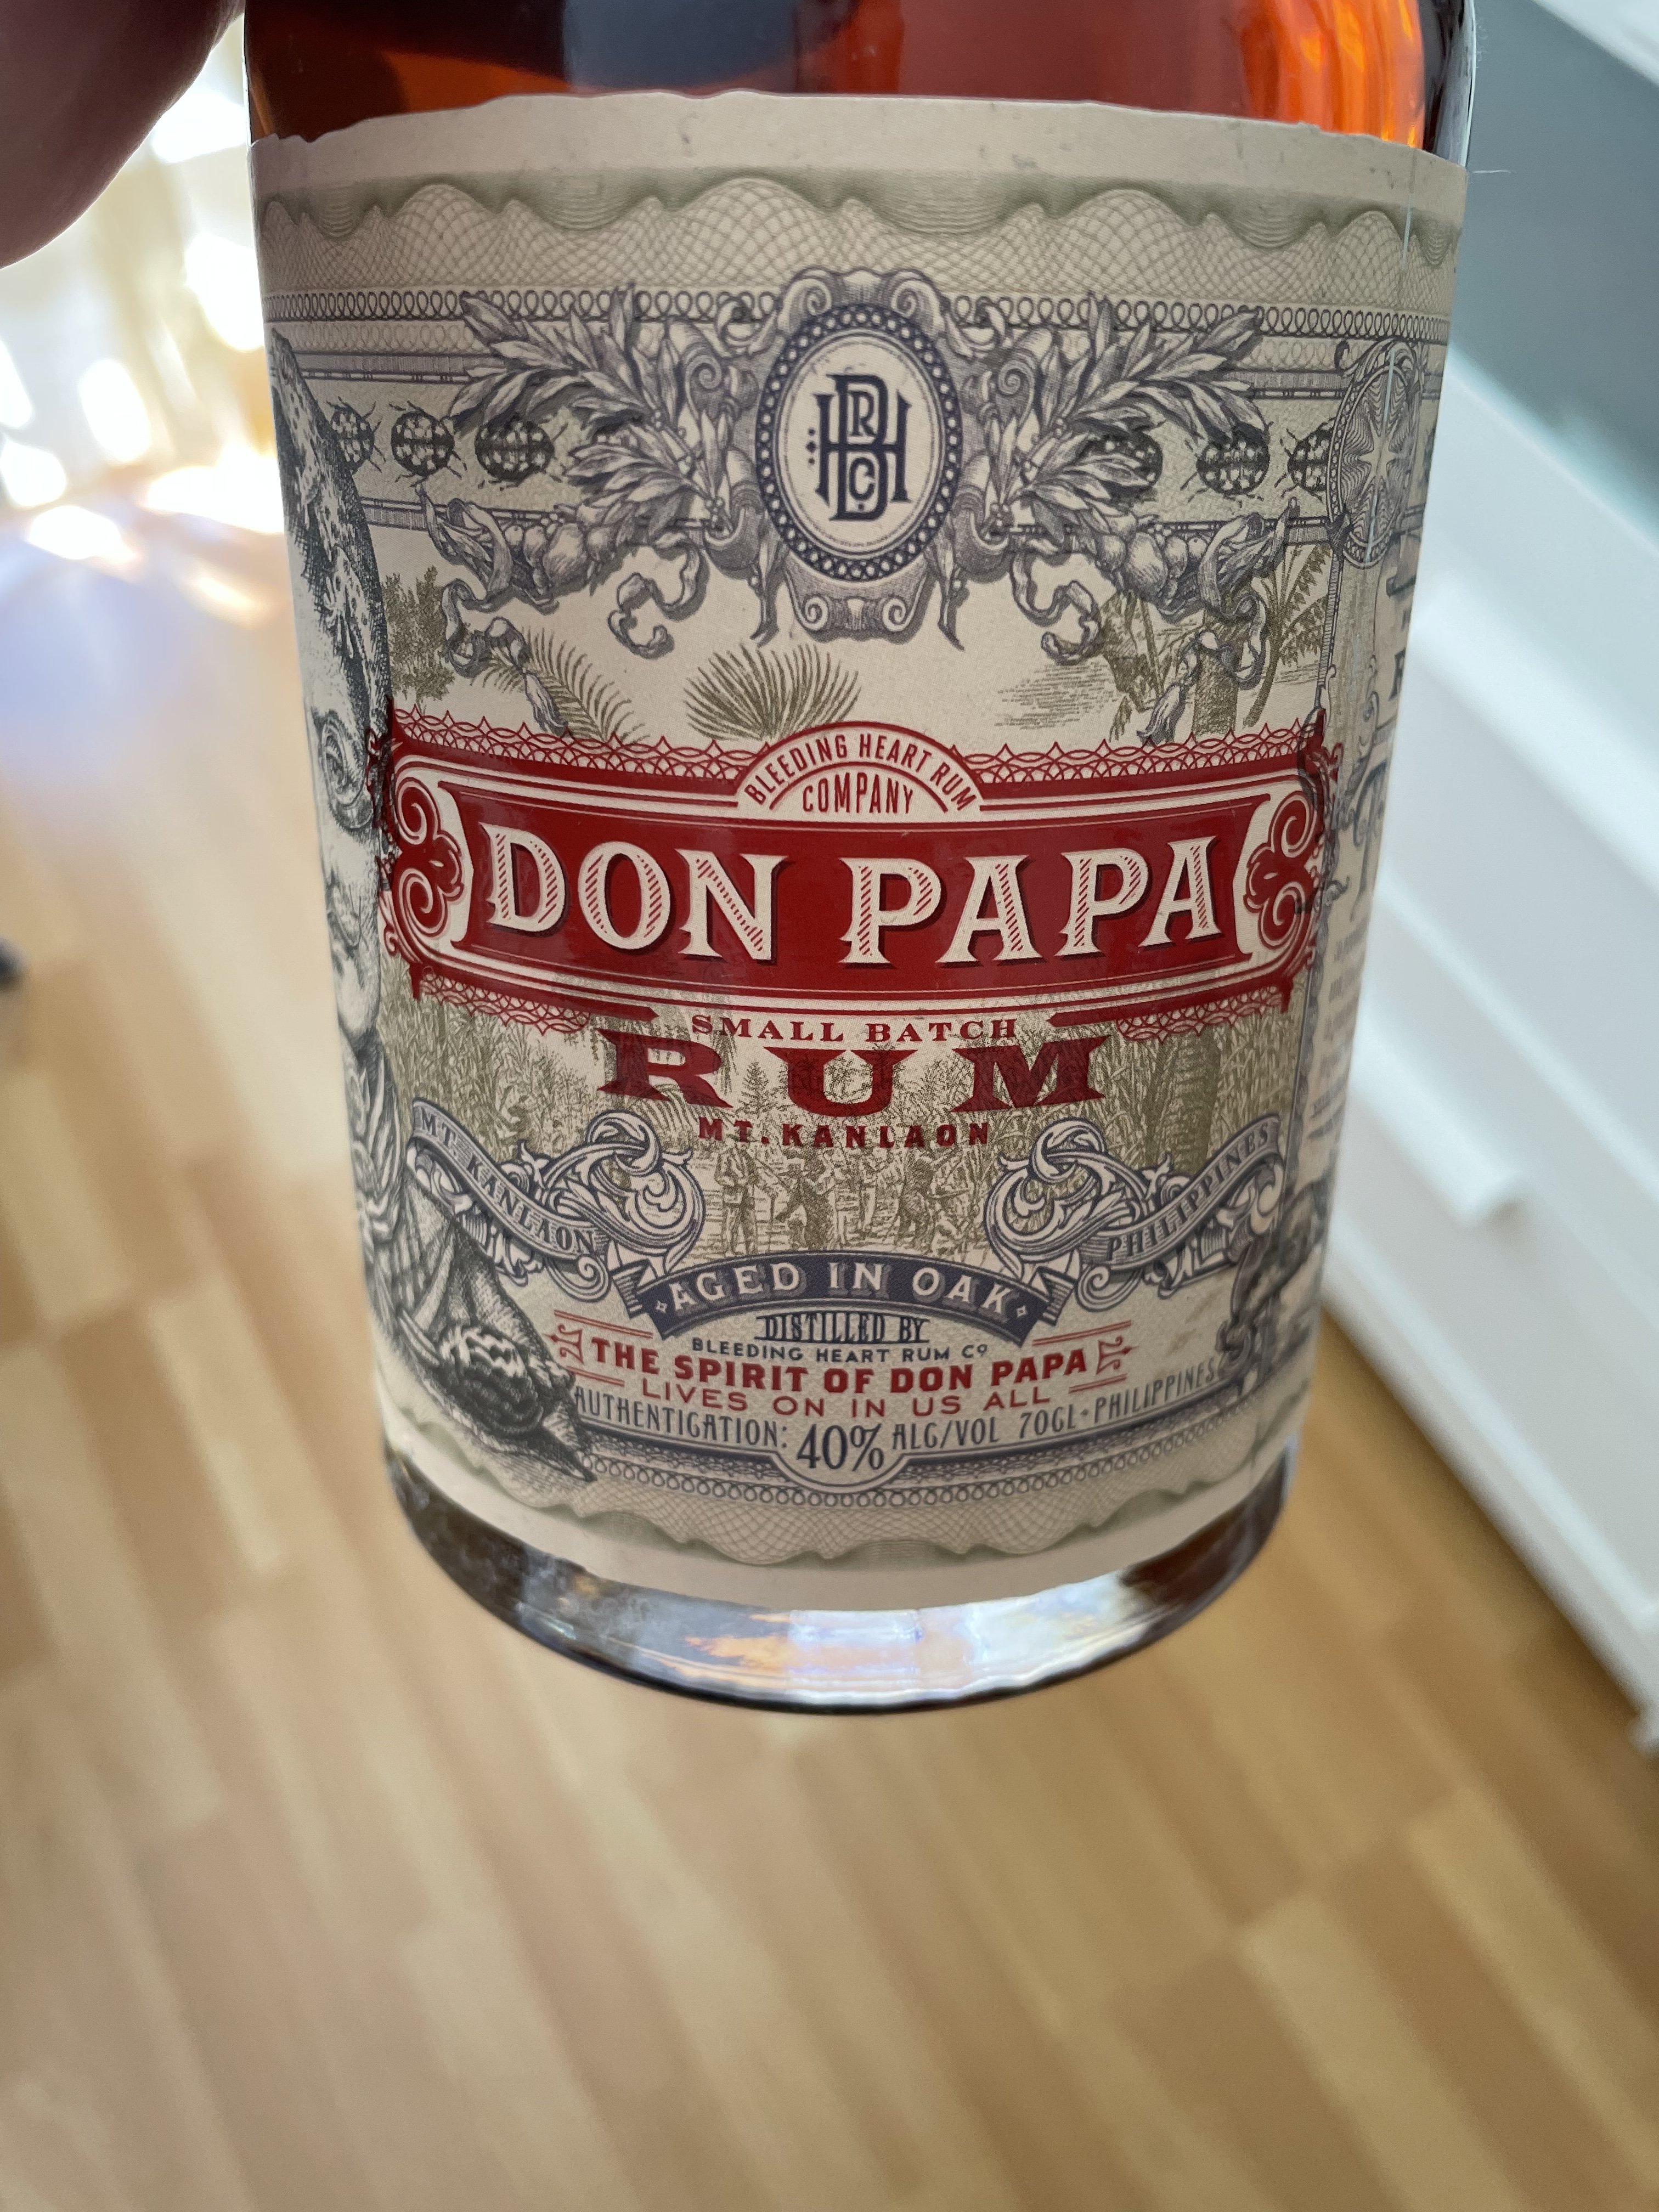 BHRDC
BLEEDING HEART RUM
COMPANY
DON PAPA
SMALL BATCH
RUM
MT. KANLAON
MT. KANLAON
PHILIPPINES
AGED IN OAK
DISTILLED BY
BLEEDING HEART RUM Cº
THE SPIRIT OF DON PAPA
LIVES ON IN US ALL
AUTHENTICATION: 40% ALC/VOL 70CL · PHILIPPINES